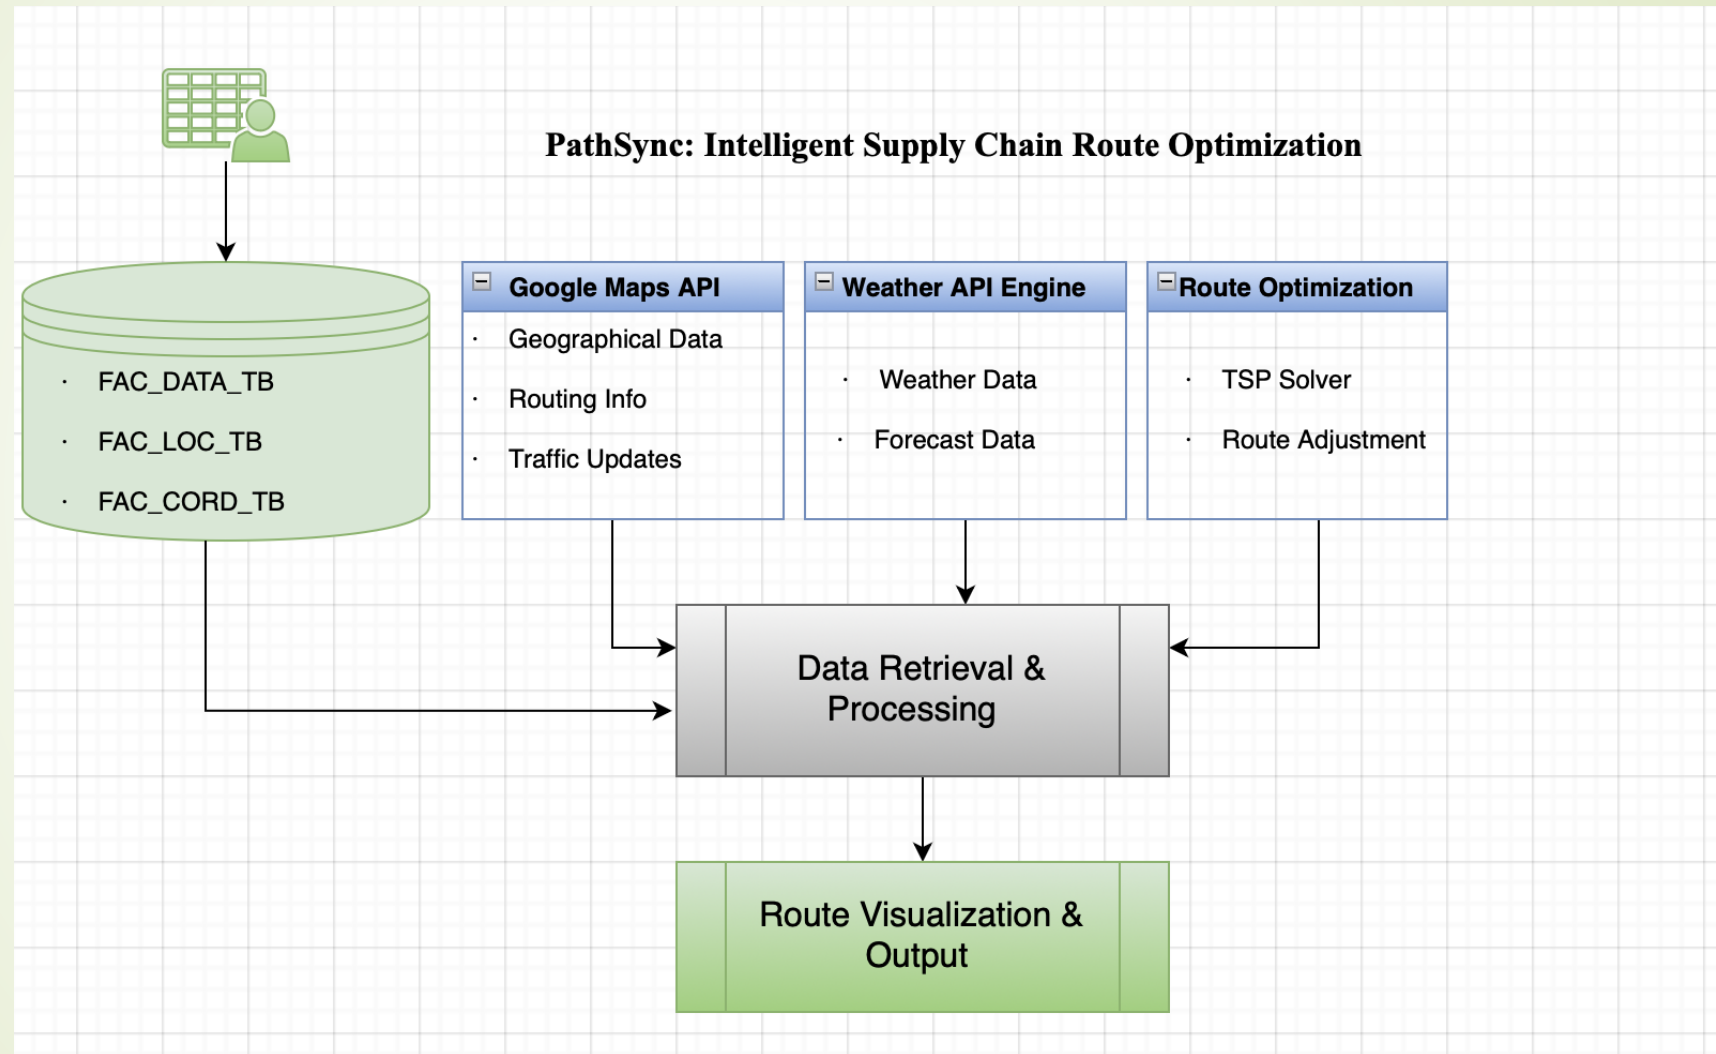 PathSync: Intelligent Supply Chain Route Optimization
· FAC_DATA_TB
· FAC_LOC_TB
· FAC_CORD_TB
Google Maps API
· Geographical Data
· Routing Info
· Traffic Updates
Weather API Engine
· Weather Data
· Forecast Data
Route Optimization
· TSP Solver
· Route Adjustment
Data Retrieval &
Processing
Route Visualization &
Output